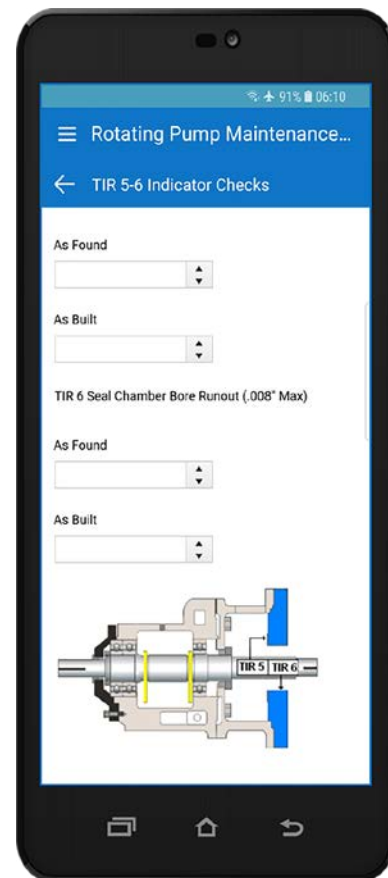 91% 06:10
Rotating Pump Maintenance...
TIR 5-6 Indicator Checks
As Found
As Built
TIR 6 Seal Chamber Bore Runout (.008" Max)
As Found
As Built
TIR 5 TIR 6